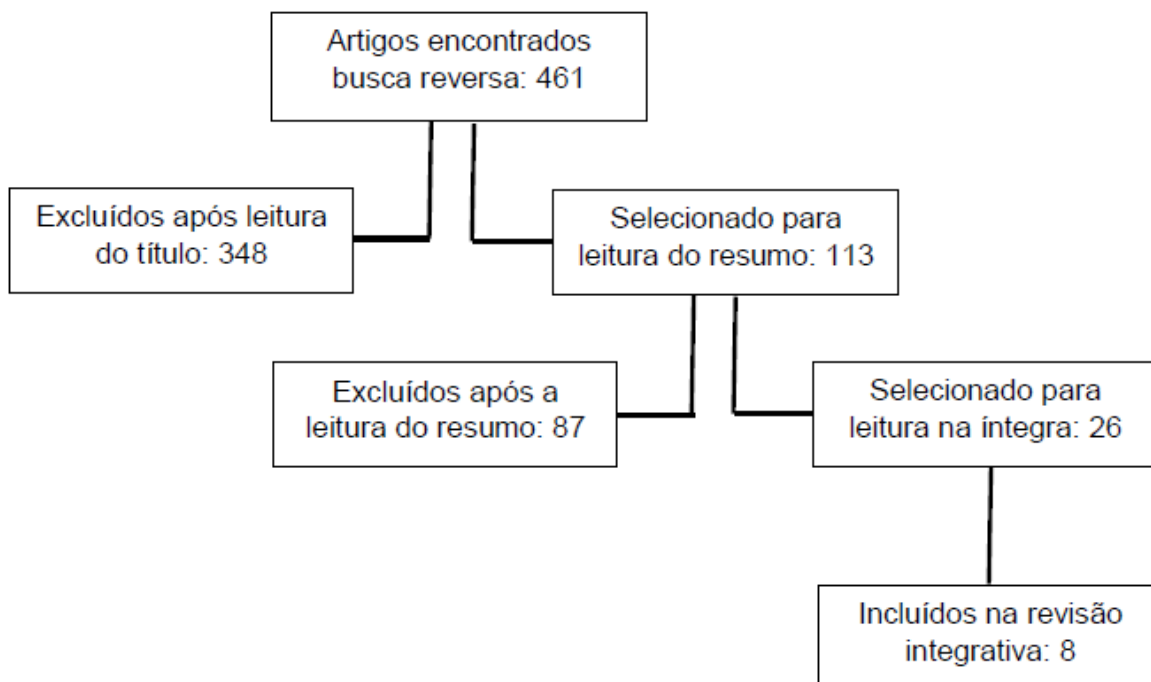 Artigos encontrados
busca reversa: 461
Excluídos após leitura
do título: 348
Selecionado para
leitura do resumo: 113
Excluídos após a
leitura do resumo: 87
Selecionado para
leitura na íntegra: 26
Incluídos na revisão
integrativa: 8